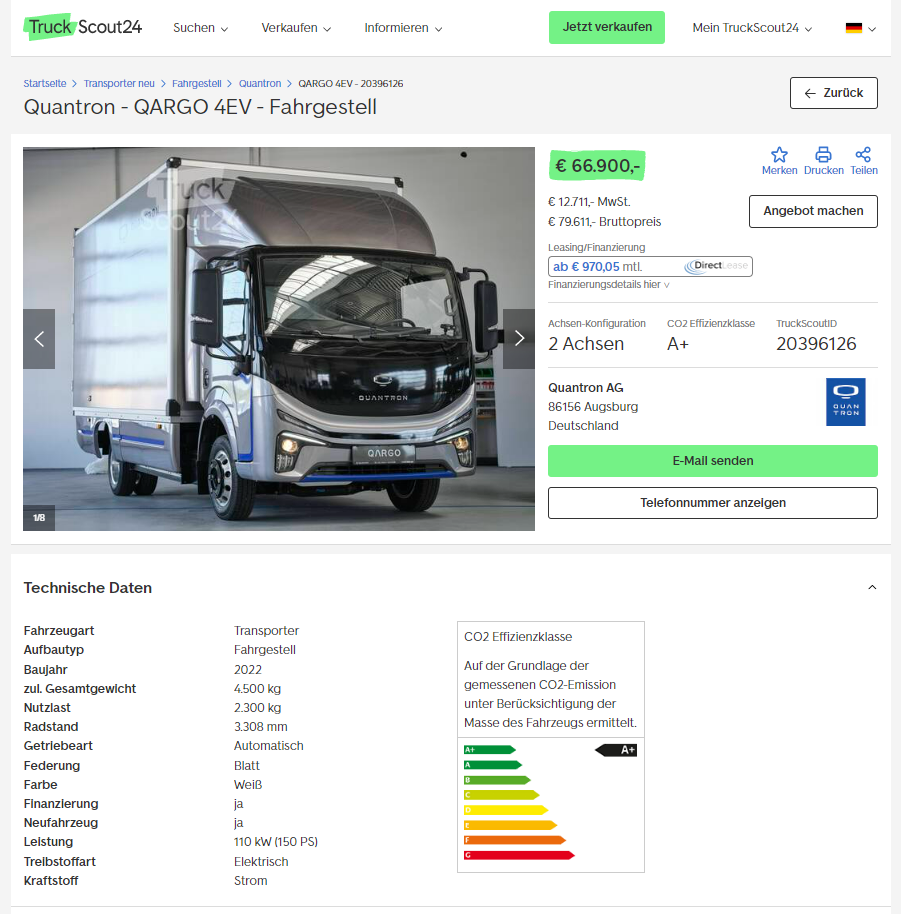 Truck Scout24
Suchen
Verkaufen
Informieren
Jetzt verkaufen
Mein TruckScout24
Startseite > Transporter neu > Fahrgestell > Quantron > QARGO 4EV - 20396126
Quantron - QARGO 4EV - Fahrgestell
← Zurück
Truck
Scout24
QUANTRON
QARGO
1/8
€ 66.900,-
Merken
Drucken
Teilen
€ 12.711,- MwSt.
€ 79.611,- Bruttopreis
Angebot machen
Leasing/Finanzierung
ab € 970,05 mtl.
DirectLease
Finanzierungsdetails hier
Achsen-Konfiguration
2 Achsen
CO2 Effizienzklasse
A+
TruckScoutID
20396126
Quantron AG
86156 Augsburg
Deutschland
QUAN
TRON
E-Mail senden
Telefonnummer anzeigen
Technische Daten
Fahrzeugart Transporter
Aufbautyp Fahrgestell
Baujahr 2022
zul. Gesamtgewicht 4.500 kg
Nutzlast 2.300 kg
Radstand 3.308 mm
Getriebeart Automatisch
Federung Blatt
Farbe Weiß
Finanzierung ja
Neufahrzeug ja
Leistung 110 kW (150 PS)
Treibstoffart Elektrisch
Kraftstoff Strom
CO2 Effizienzklasse
Auf der Grundlage der
gemessenen CO2-Emission
unter Berücksichtigung der
Masse des Fahrzeugs ermittelt.
A+ A+
A
B
C
D
E
F
G